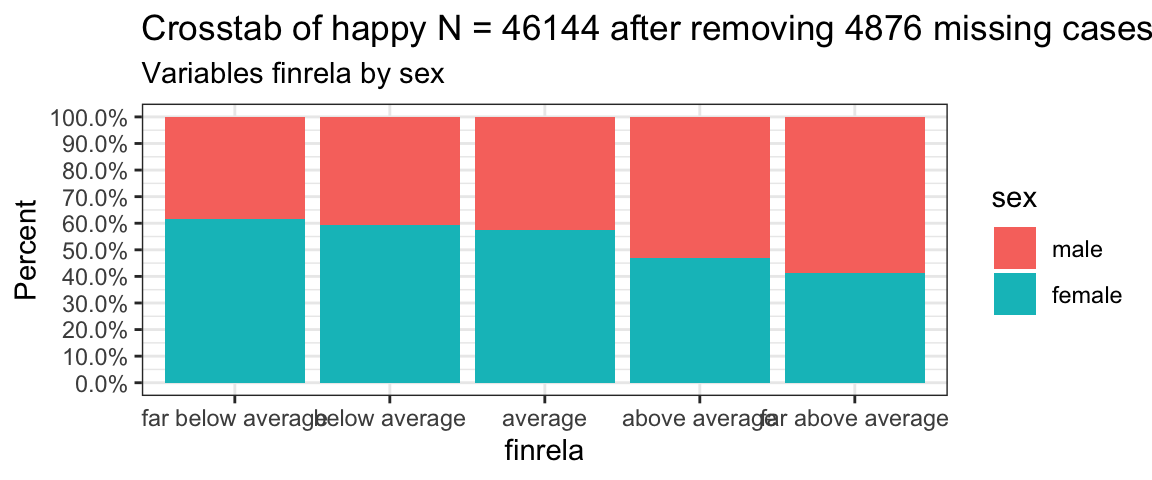 Crosstab of happy N = 46144 after removing 4876 missing cases
Variables finrela by sex
100.0%
90.0%
80.0%
70.0%
60.0%
50.0%
40.0%
30.0%
20.0%
10.0%
0.0%
Percent
far below average below average average above average far above average
finrela
sex
male
female